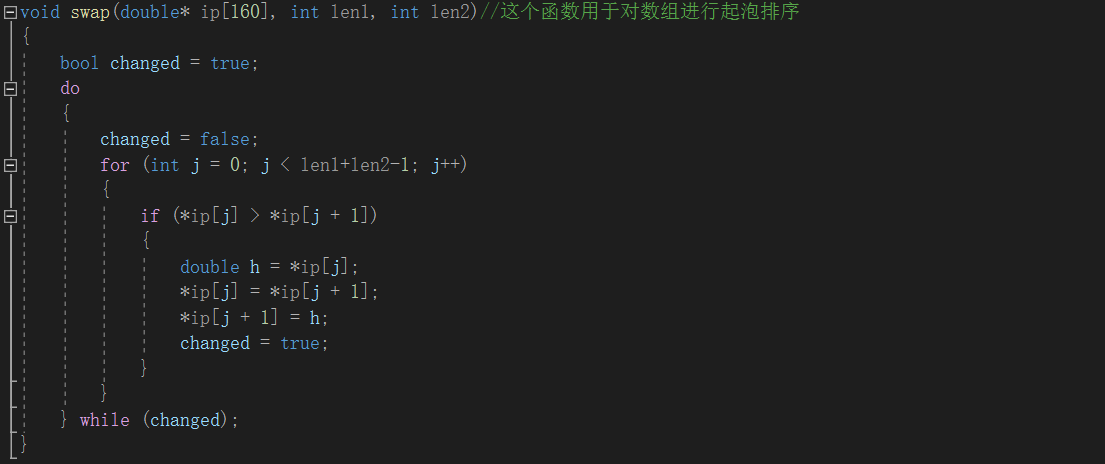 void swap(double* ip[160], int len1, int len2)//这个函数用于对数组进行起泡排序
{
    bool changed = true;
    do
    {
        changed = false;
        for (int j = 0; j < len1+len2-1; j++)
        {
            if (*ip[j] > *ip[j + 1])
            {
                double h = *ip[j];
                *ip[j] = *ip[j + 1];
                *ip[j + 1] = h;
                changed = true;
            }
        }
    } while (changed);
}